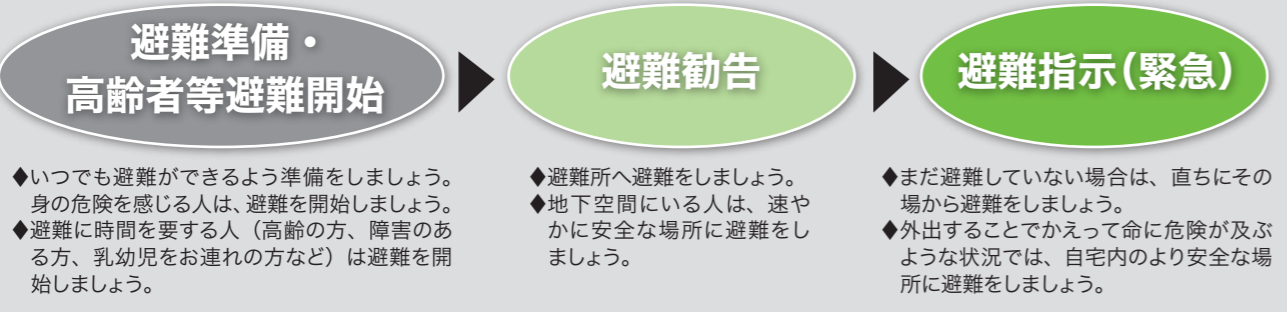 避難準備・
高齢者等避難開始
避難勧告
避難指示(緊急)
◆いつでも避難ができるよう準備をしましょう。
身の危険を感じる人は、避難を開始しましょう。
◆避難に時間を要する人(高齢の方、障害のあ
る方、乳幼児をお連れの方など)は避難を開
始しましょう。
◆避難所へ避難をしましょう。
◆地下空間にいる人は、速や
かに安全な場所に避難をし
ましょう。
◆まだ避難していない場合は、直ちにその
場から避難をしましょう。
◆外出することでかえって命に危険が及ぶ
ような状況では、自宅内のより安全な場
所に避難をしましょう。